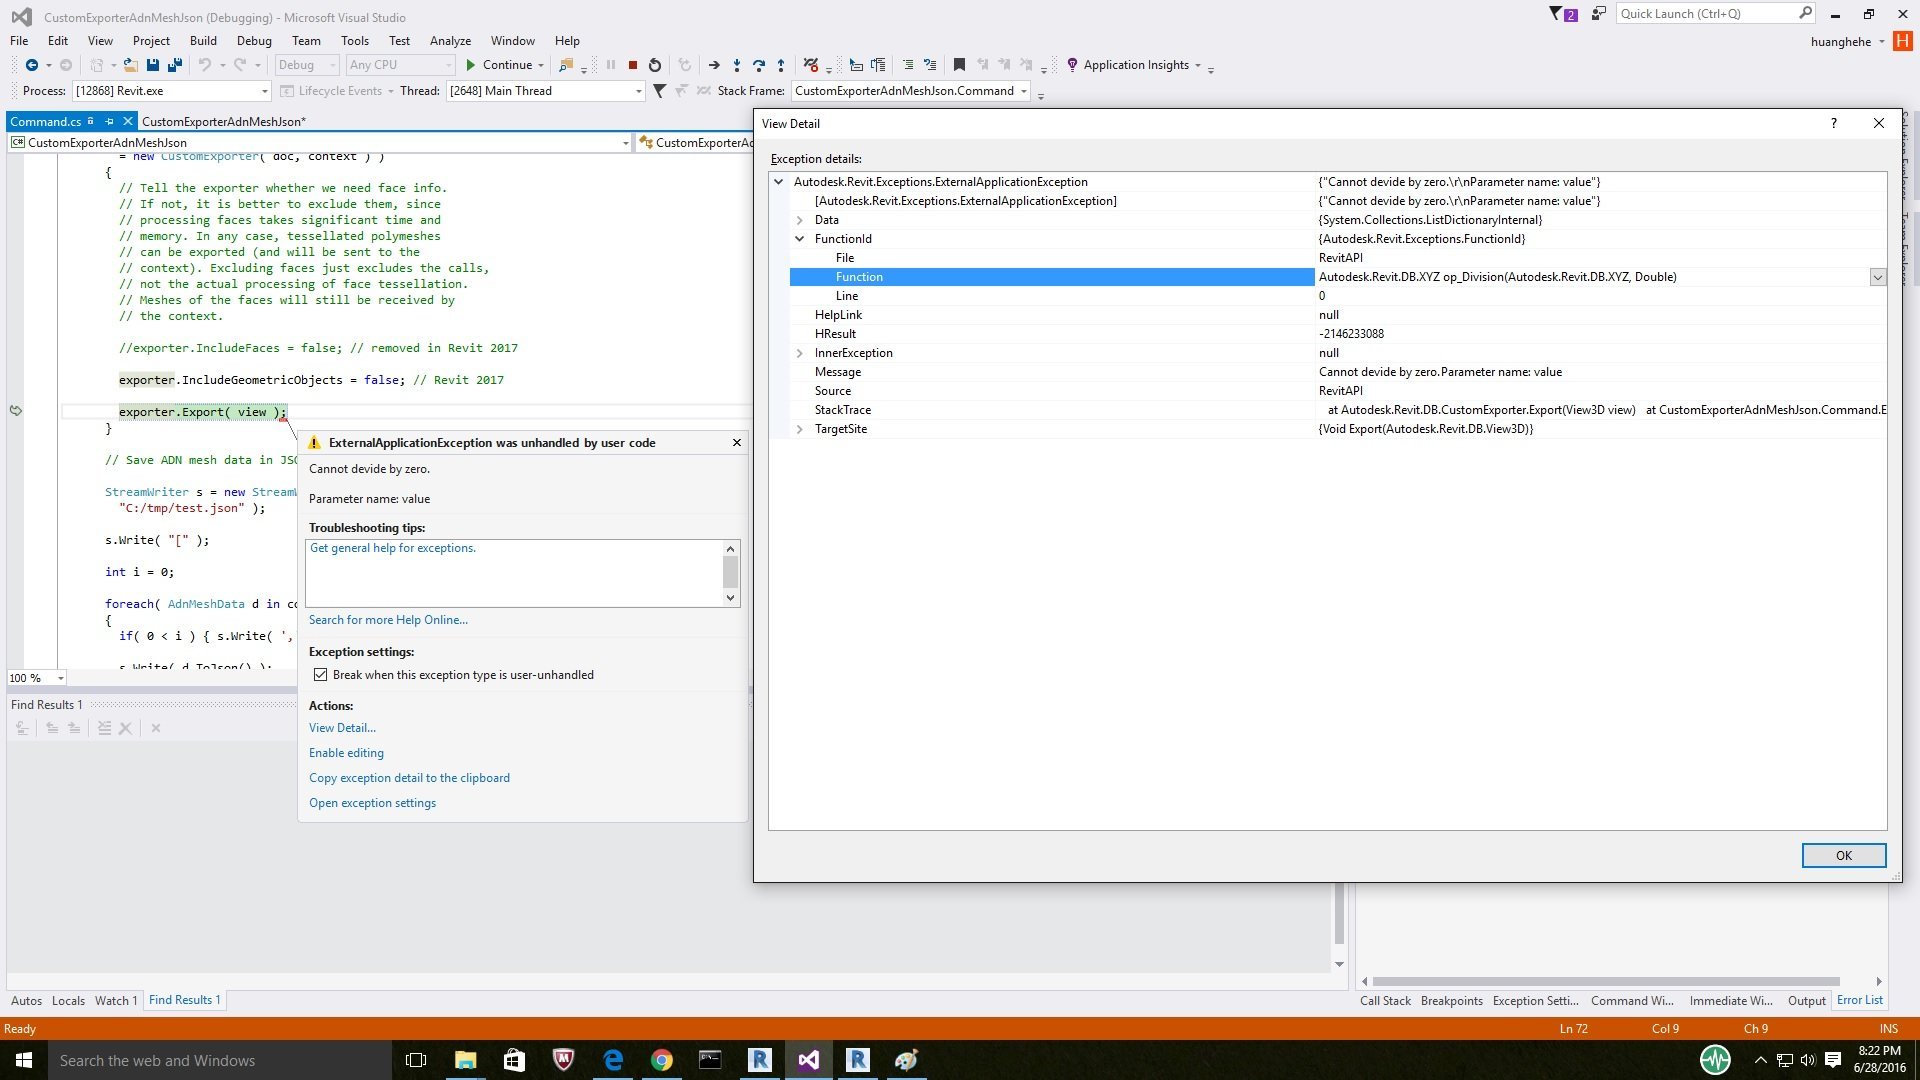 CustomExporterAdnMeshJson (Debugging) - Microsoft Visual Studio
2
Quick Launch (Ctrl+Q)
File Edit View Project Build Debug Team Tools Test Analyze Window Help
huanghehe
H
Debug Any CPU Continue Application Insights
Process: [12868] Revit.exe Lifecycle Events Thread: [2648] Main Thread Stack Frame: CustomExporterAdnMeshJson.Command
Command.cs CustomExporterAdnMeshJson*
C# CustomExporterAdnMeshJson CustomExporterAd
= new CustomExporter( doc, context ) )
{
// Tell the exporter whether we need face info.
// If not, it is better to exclude them, since
// processing faces takes significant time and
// memory. In any case, tessellated polymeshes
// can be exported (and will be sent to the
// context). Excluding faces just excludes the calls,
// not the actual processing of face tessellation.
// Meshes of the faces will still be received by
// the context.
//exporter.IncludeFaces = false; // removed in Revit 2017
exporter.IncludeGeometricObjects = false; // Revit 2017
exporter.Export( view );
}
// Save ADN mesh data in JSO
StreamWriter s = new StreamW
"C:/tmp/test.json" );
s.Write( "[" );
int i = 0;
foreach( AdnMeshData d in co
{
if( 0 < i ) { s.Write( ','
s.Write( d.ToJson() );
100 %
ExternalApplicationException was unhandled by user code
Cannot devide by zero.
Parameter name: value
Troubleshooting tips:
Get general help for exceptions.
Search for more Help Online...
Exception settings:
Break when this exception type is user-unhandled
Actions:
View Detail...
Enable editing
Copy exception detail to the clipboard
Open exception settings
Find Results 1
View Detail
?
Exception details:
Autodesk.Revit.Exceptions.ExternalApplicationException {"Cannot devide by zero.\r\nParameter name: value"}
[Autodesk.Revit.Exceptions.ExternalApplicationException] {"Cannot devide by zero.\r\nParameter name: value"}
Data {System.Collections.ListDictionaryInternal}
FunctionId {Autodesk.Revit.Exceptions.FunctionId}
File RevitAPI
Function Autodesk.Revit.DB.XYZ op_Division(Autodesk.Revit.DB.XYZ, Double)
Line 0
HelpLink null
HResult -2146233088
InnerException null
Message Cannot devide by zero.Parameter name: value
Source RevitAPI
StackTrace at Autodesk.Revit.DB.CustomExporter.Export(View3D view) at CustomExporterAdnMeshJson.Command.E
TargetSite {Void Export(Autodesk.Revit.DB.View3D)}
OK
Autos Locals Watch 1 Find Results 1
Call Stack Breakpoints Exception Setti... Command Wi... Immediate Wi... Output Error List
Ready
Ln 72 Col 9 Ch 9 INS
Search the web and Windows
8:22 PM
6/28/2016